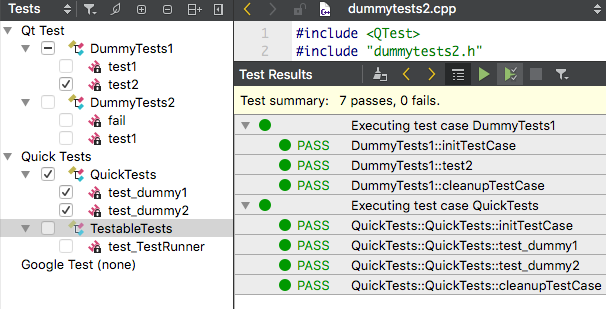 Tests
Qt Test
DummyTests1
test1
test2
DummyTests2
fail
test1
Quick Tests
QuickTests
test_dummy1
test_dummy2
TestableTests
test_TestRunner
Google Test (none)
dummytests2.cpp
1 #include <QTest>
2 #include "dummytests2.h"
Test Results
Test summary: 7 passes, 0 fails.
Executing test case DummyTests1
PASS DummyTests1::initTestCase
PASS DummyTests1::test2
PASS DummyTests1::cleanupTestCase
Executing test case QuickTests
PASS QuickTests::QuickTests::initTestCase
PASS QuickTests::QuickTests::test_dummy1
PASS QuickTests::QuickTests::test_dummy2
PASS QuickTests::QuickTests::cleanupTestCase